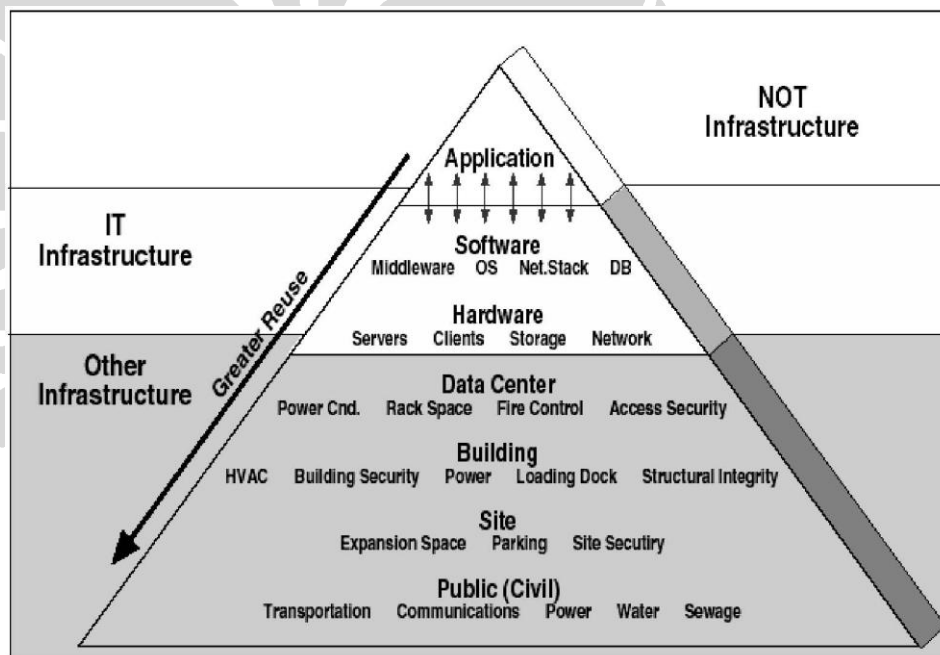 NOT
Infrastructure
Application
IT
Infrastructure
Software
Middleware OS Net.Stack DB
Hardware
Servers Clients Storage Network
Greater Reuse
Other
Infrastructure
Data Center
Power Cnd. Rack Space Fire Control Access Security
Building
HVAC Building Security Power Loading Dock Structural Integrity
Site
Expansion Space Parking Site Secutiry
Public (Civil)
Transportation Communications Power Water Sewage